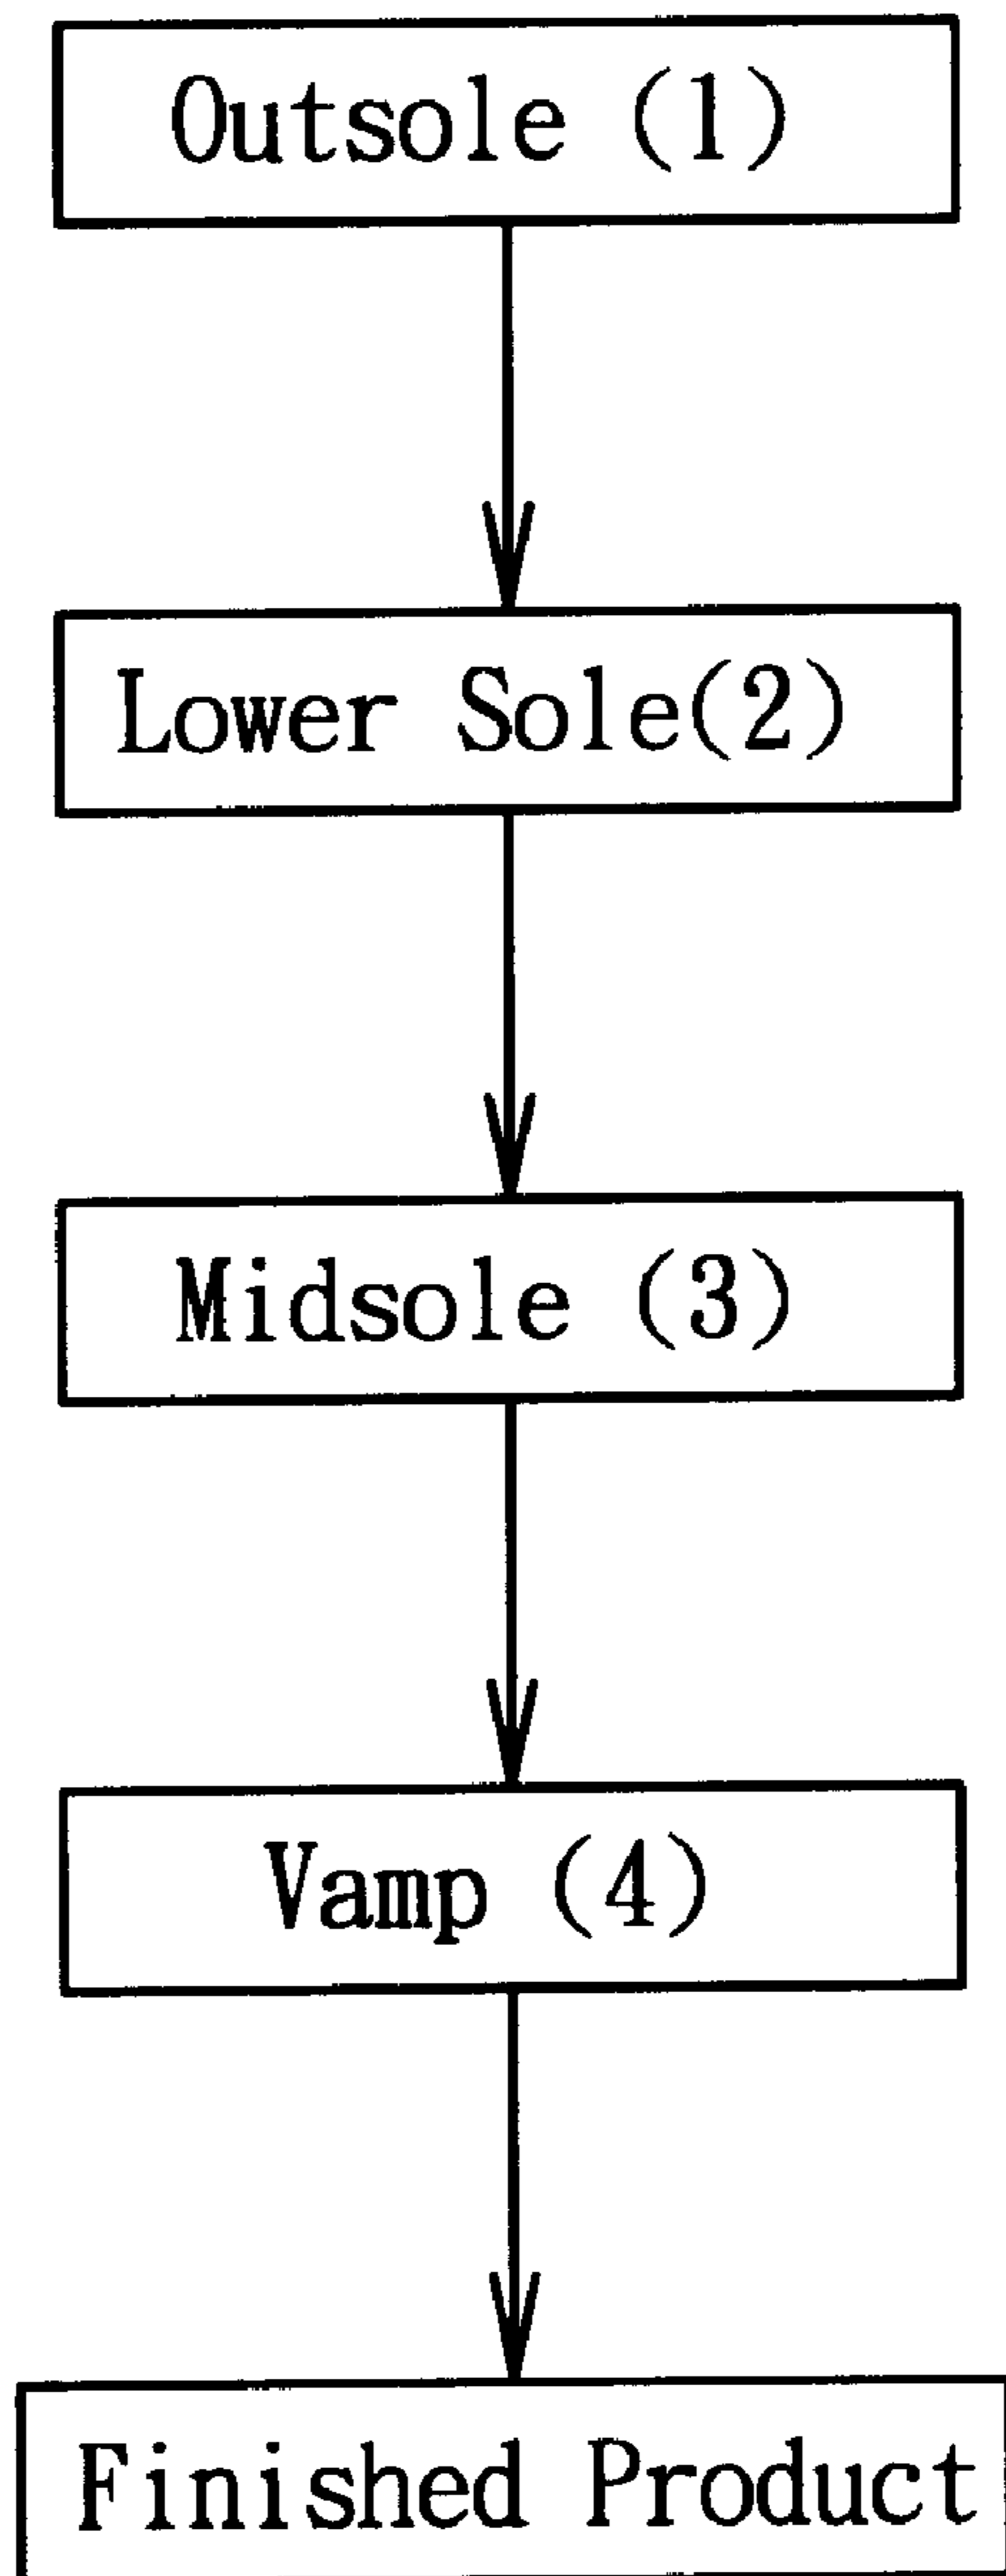 Outsole (1)
Lower Sole(2)
Midsole (3)
Vamp (4)
Finished Product